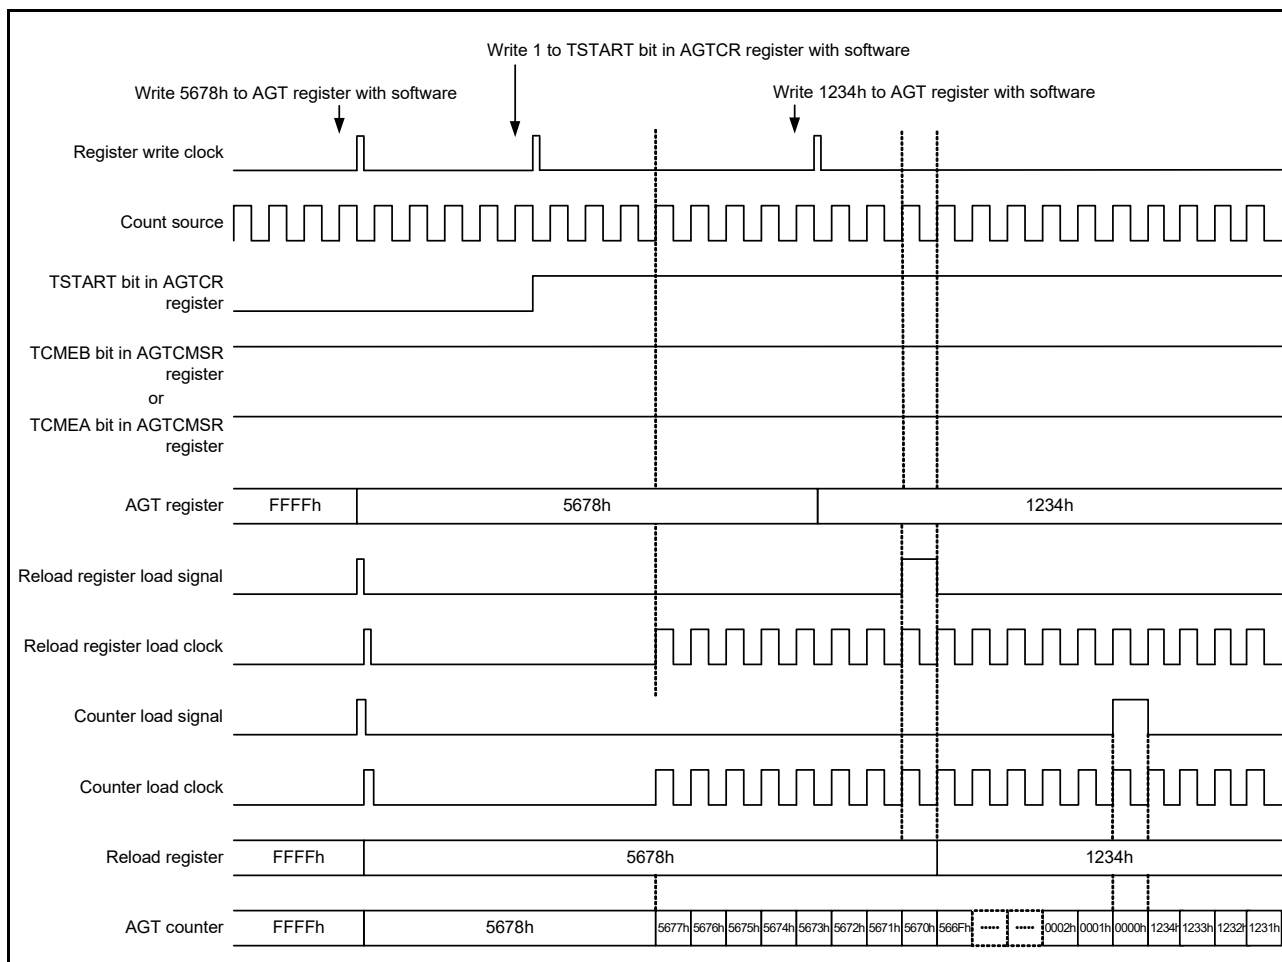 Write 1 to TSTART bit in AGTCR register with software
Write 5678h to AGT register with software
Write 1234h to AGT register with software
Register write clock
Count source
TSTART bit in AGTCR
register
TCMEB bit in AGTCMSR
register
or
TCMEA bit in AGTCMSR
register
AGT register
FFFFh 5678h 1234h
Reload register load signal
Reload register load clock
Counter load signal
Counter load clock
Reload register
FFFFh 5678h 1234h
AGT counter
FFFFh 5678h 5677h 5676h 5675h 5674h 5673h 5672h 5671h 5670h 566Fh ----- ----- 0002h 0001h 0000h 1234h 1233h 1232h 1231h